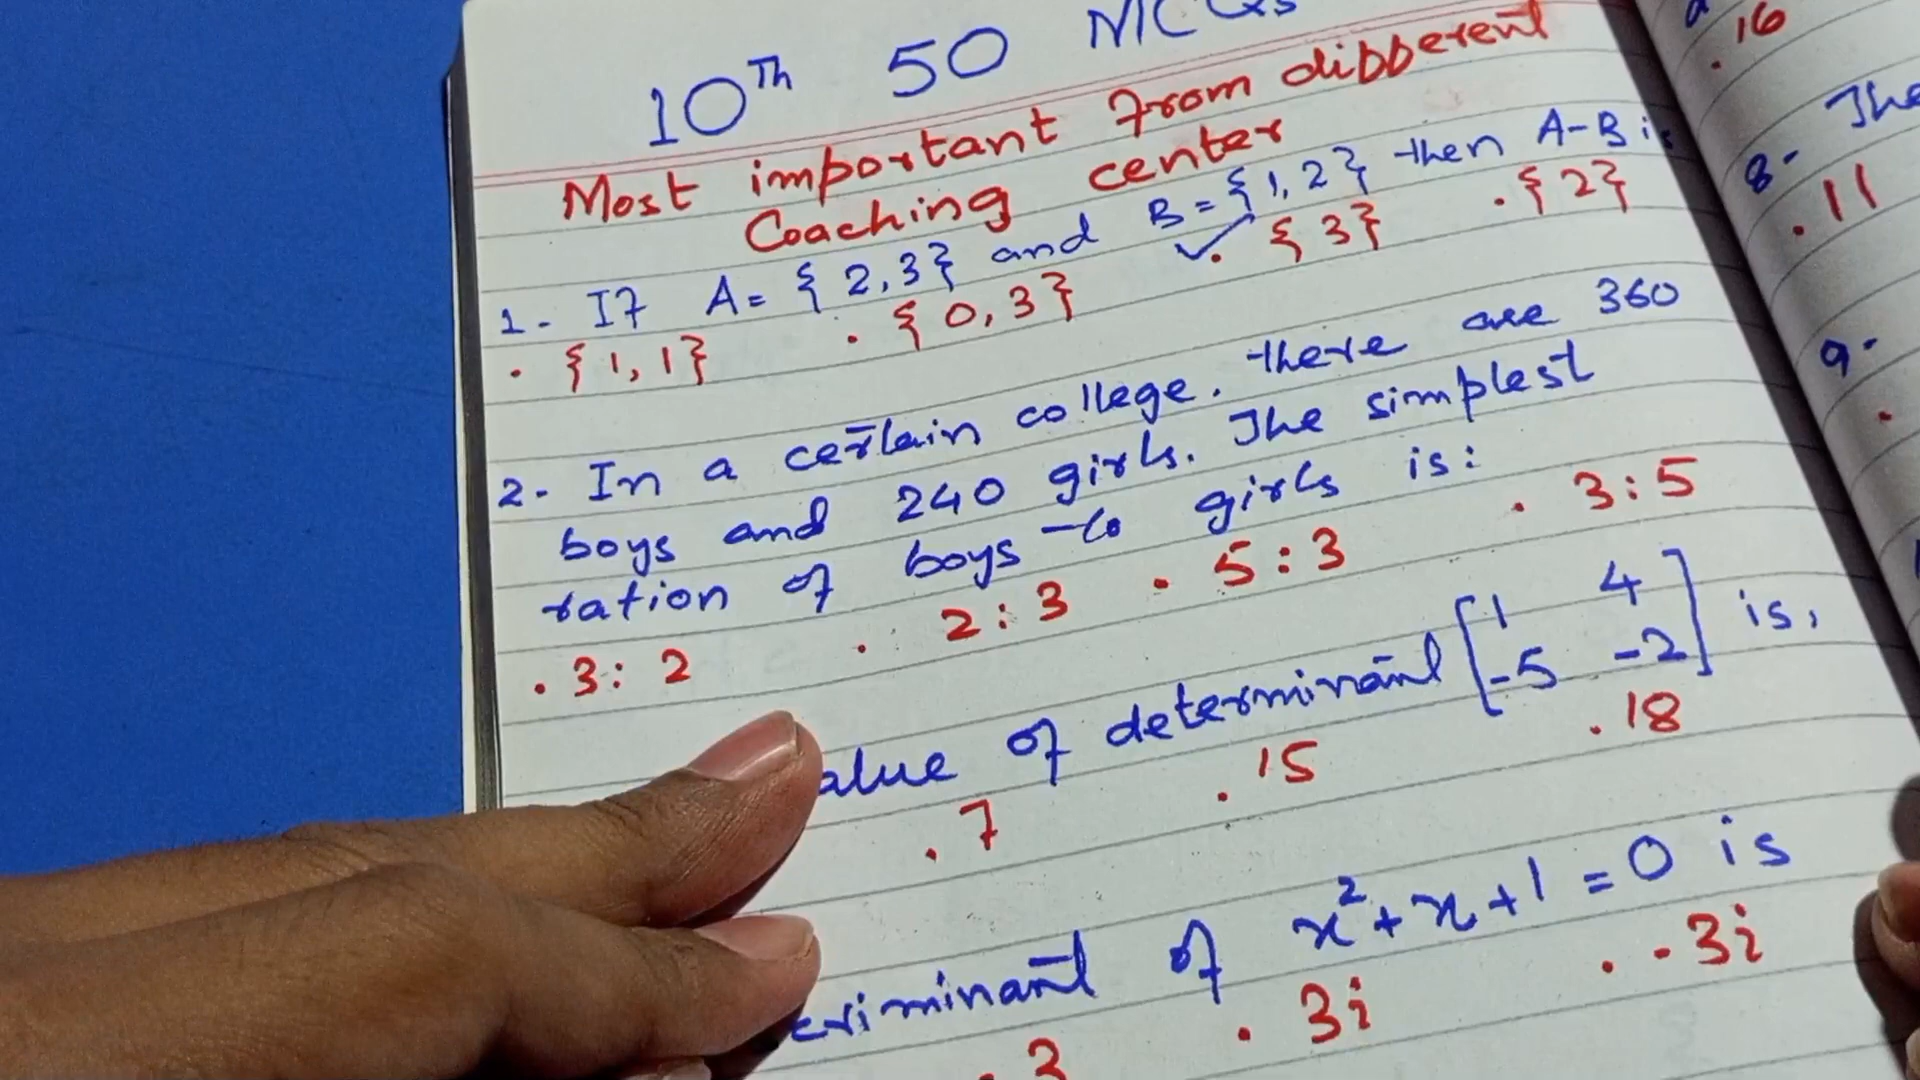 10Th 50 MCQs
Most important From different
Coaching center
1- If A= {2,3} and B={1,2} then A-B is
• {1,1} • {0,3} ✓• {3} •{2}
2- In a certain college. there are 360
boys and 240 girls. The simplest
ration of boys to girls is:
• 3:2 • 2:3 • 5:3 • 3:5
alue of determinant [1 4
-5 -2] is,
•7 •15 •18
criminant of x²+x+1=0 is
•3 • 3i • -3i
•16
8- The
•11
9-